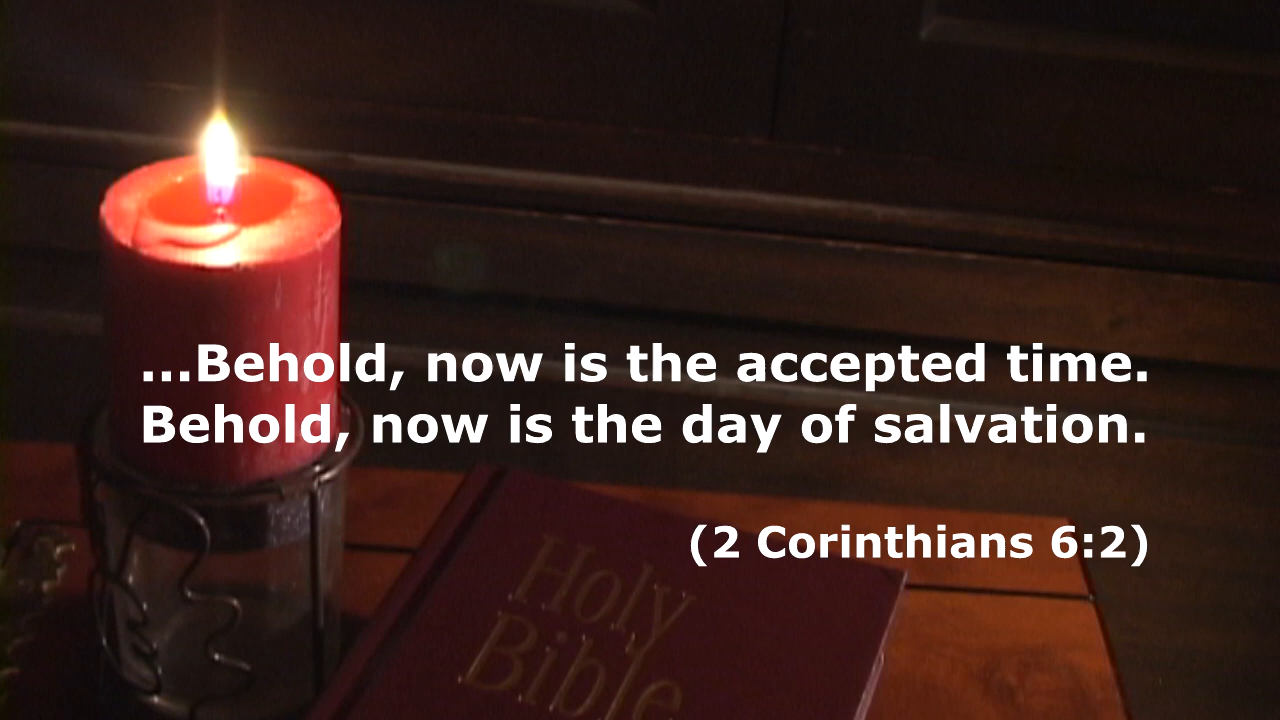 ...Behold, now is the accepted time.
Behold, now is the day of salvation.
(2 Corinthians 6:2)
Holy
Bible